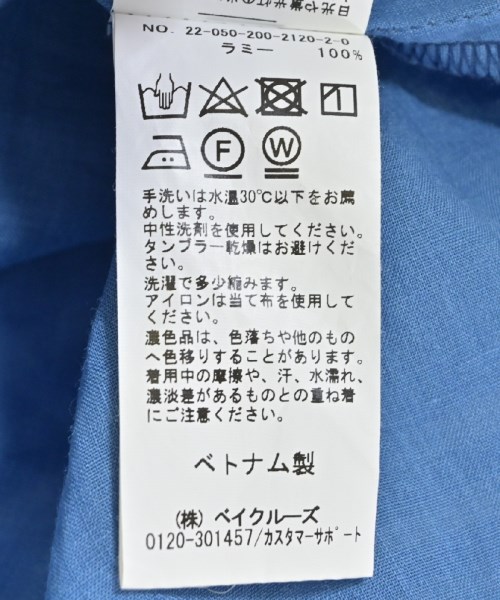 日光や蛍光灯の光
NO. 22-050-200-2120-2-0
ラミー 100%
F
W
手洗いは水温30℃以下をお薦
めします。
中性洗剤を使用してください。
タンブラー乾燥はお避けくだ
さい。
洗濯で多少縮みます。
アイロンは当て布を使用して
ください。
濃色品は、色落ちや他のもの
へ色移りすることがあります。
着用中の摩擦や、汗、水濡れ、
濃淡差があるものとの重ね着
にご注意ください。
ベトナム製
(株) ベイクルーズ
0120-301457/カスタマーサポート